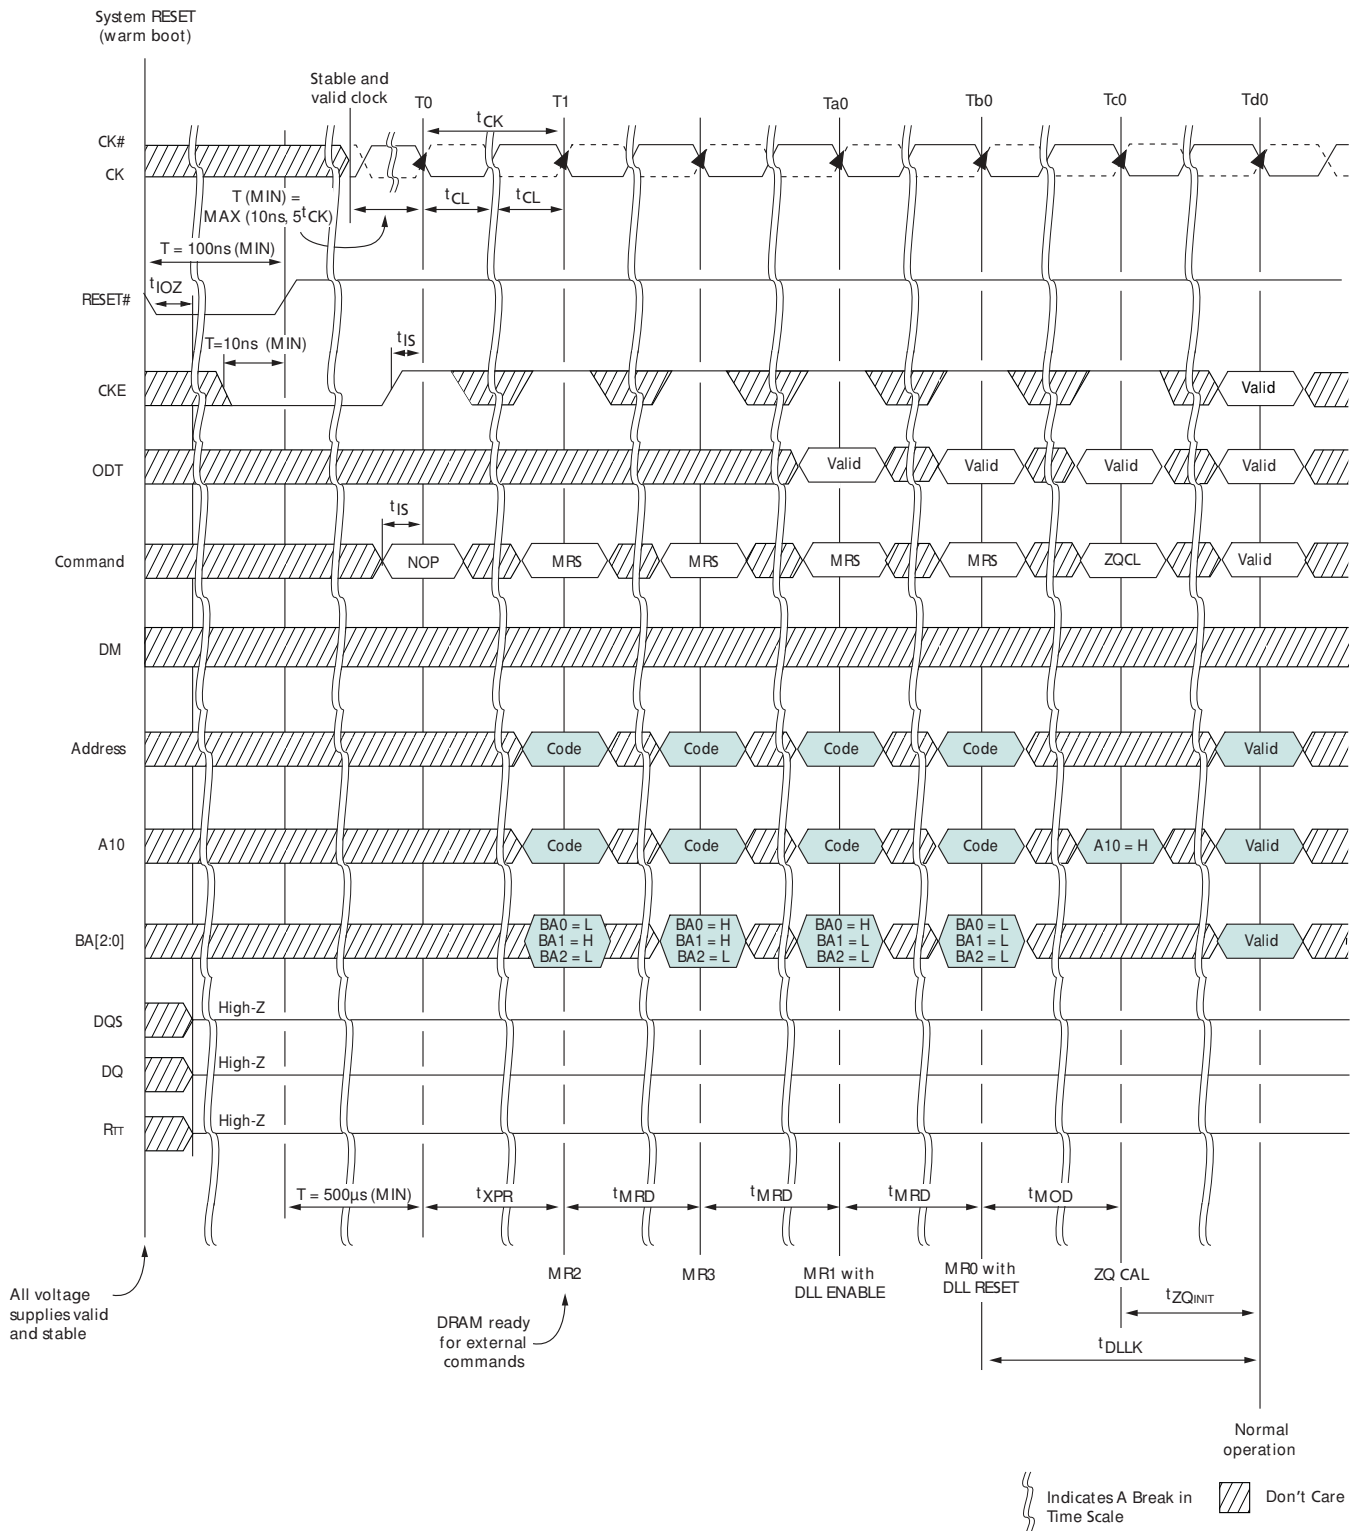 System RESET
(warm boot)
Stable and
valid clock
T0
T1
Ta0
Tb0
Tc0
Td0
tCK
CK#
CK
T (MIN) =
MAX (10ns, 5tCK)
tCL
tCL
T = 100ns (MIN)
tIOZ
RESET#
T=10ns (MIN)
tIS
CKE
Valid
ODT
Valid
Valid
Valid
Valid
tIS
Command
NOP
MRS
MRS
MRS
MRS
ZQCL
Valid
DM
Address
Code
Code
Code
Code
Valid
A10
Code
Code
Code
Code
A10 = H
Valid
BA[2:0]
BA0 = L
BA1 = H
BA2 = L
BA0 = H
BA1 = H
BA2 = L
BA0 = H
BA1 = L
BA2 = L
BA0 = L
BA1 = L
BA2 = L
Valid
DQS
High-Z
DQ
High-Z
RTT
High-Z
T = 500µs (MIN)
tXPR
tMRD
tMRD
tMRD
tMOD
MR2
MR3
MR1 with
DLL ENABLE
MR0 with
DLL RESET
ZQ CAL
tZQINIT
All voltage
supplies valid
and stable
DRAM ready
for external
commands
tDLLK
Normal
operation
Indicates A Break in
Time Scale
Don't Care